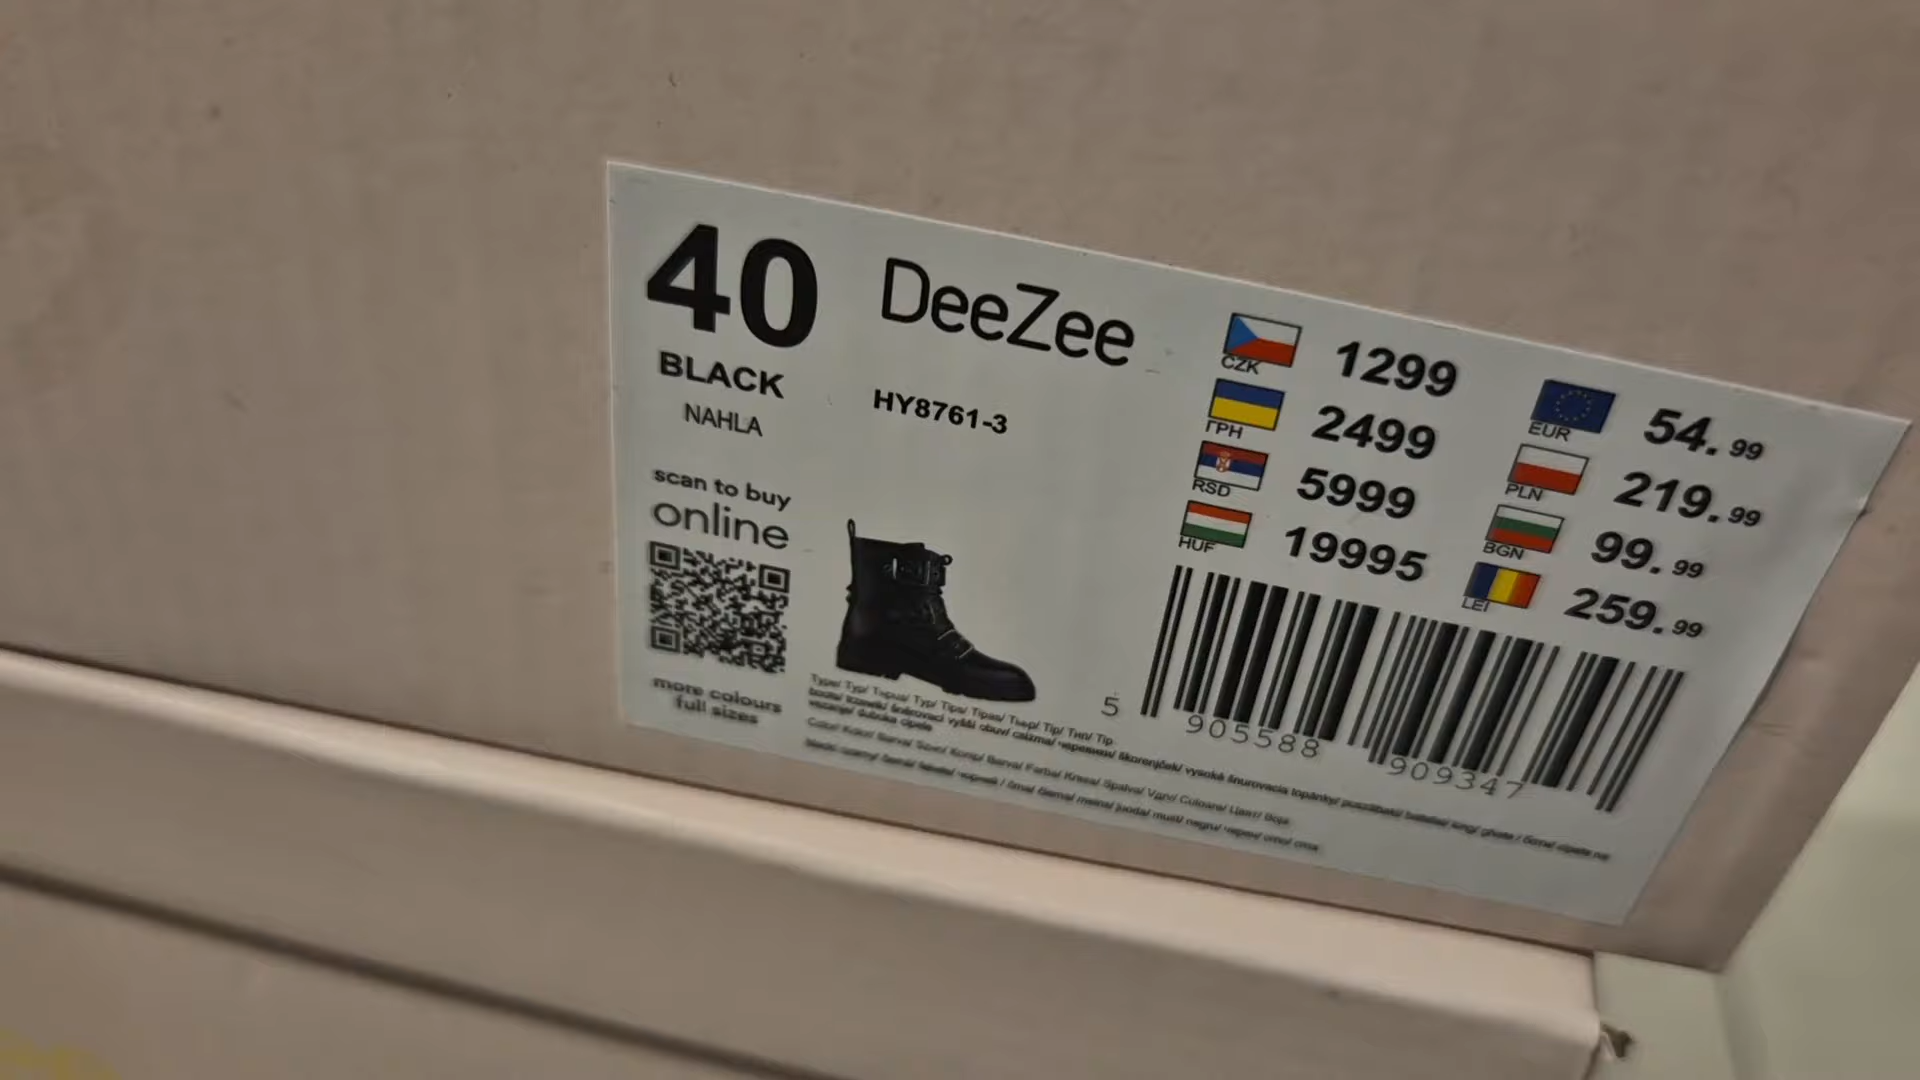 40
BLACK
NAHLA
DeeZee
HY8761-3
scan to buy
online
more colours
full sizes
CZK 1299
ГРН 2499
RSD 5999
HUF 19995
EUR 54.99
PLN 219.99
BGN 99.99
LEI 259.99
5 905588 909347